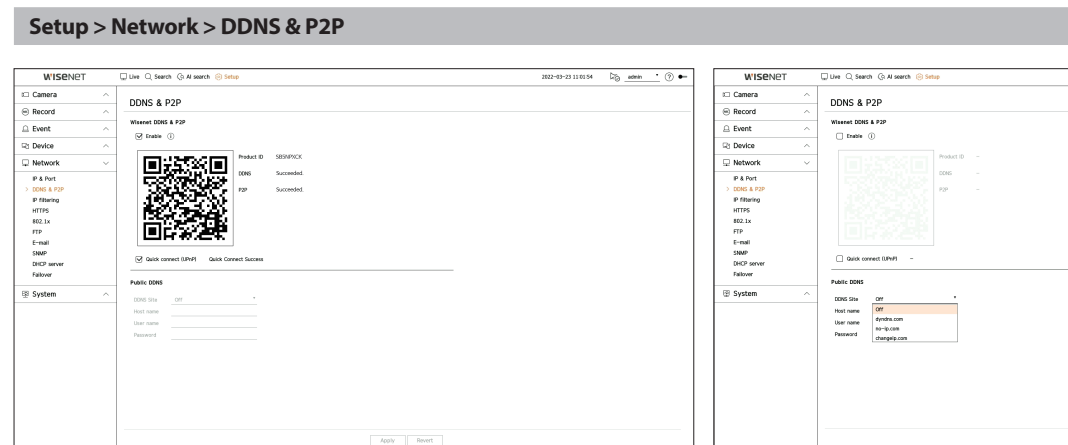 Setup > Network > DDNS & P2P
WISENET
Live Search AI search Setup
2022-03-23 11:01:54 admin
Camera
Record
Event
Device
Network
IP & Port
> DDNS & P2P
IP filtering
HTTPS
802.1x
FTP
E-mail
SNMP
DHCP server
Failover
System
DDNS & P2P
Wisenet DDNS & P2P
Enable
Product ID SBSNPXCK
DDNS Succeeded.
P2P Succeeded.
Quick connect (UPnP) Quick Connect Success
Public DDNS
DDNS Site Off
Host name
User name
Password
Apply Revert
WISENET
Live Search AI search Setup
Camera
Record
Event
Device
Network
IP & Port
> DDNS & P2P
IP filtering
HTTPS
802.1x
FTP
E-mail
SNMP
DHCP server
Failover
System
DDNS & P2P
Wisenet DDNS & P2P
Enable
Product ID -
DDNS -
P2P -
Quick connect (UPnP) -
Public DDNS
DDNS Site Off
Host name
User name
Password
Off
dyndns.com
no-ip.com
changeip.com